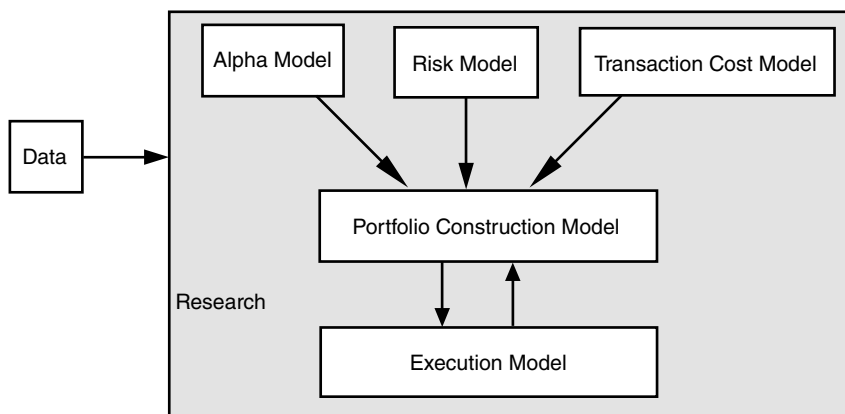 Alpha Model
Risk Model
Transaction Cost Model
Data
Portfolio Construction Model
Research
Execution Model